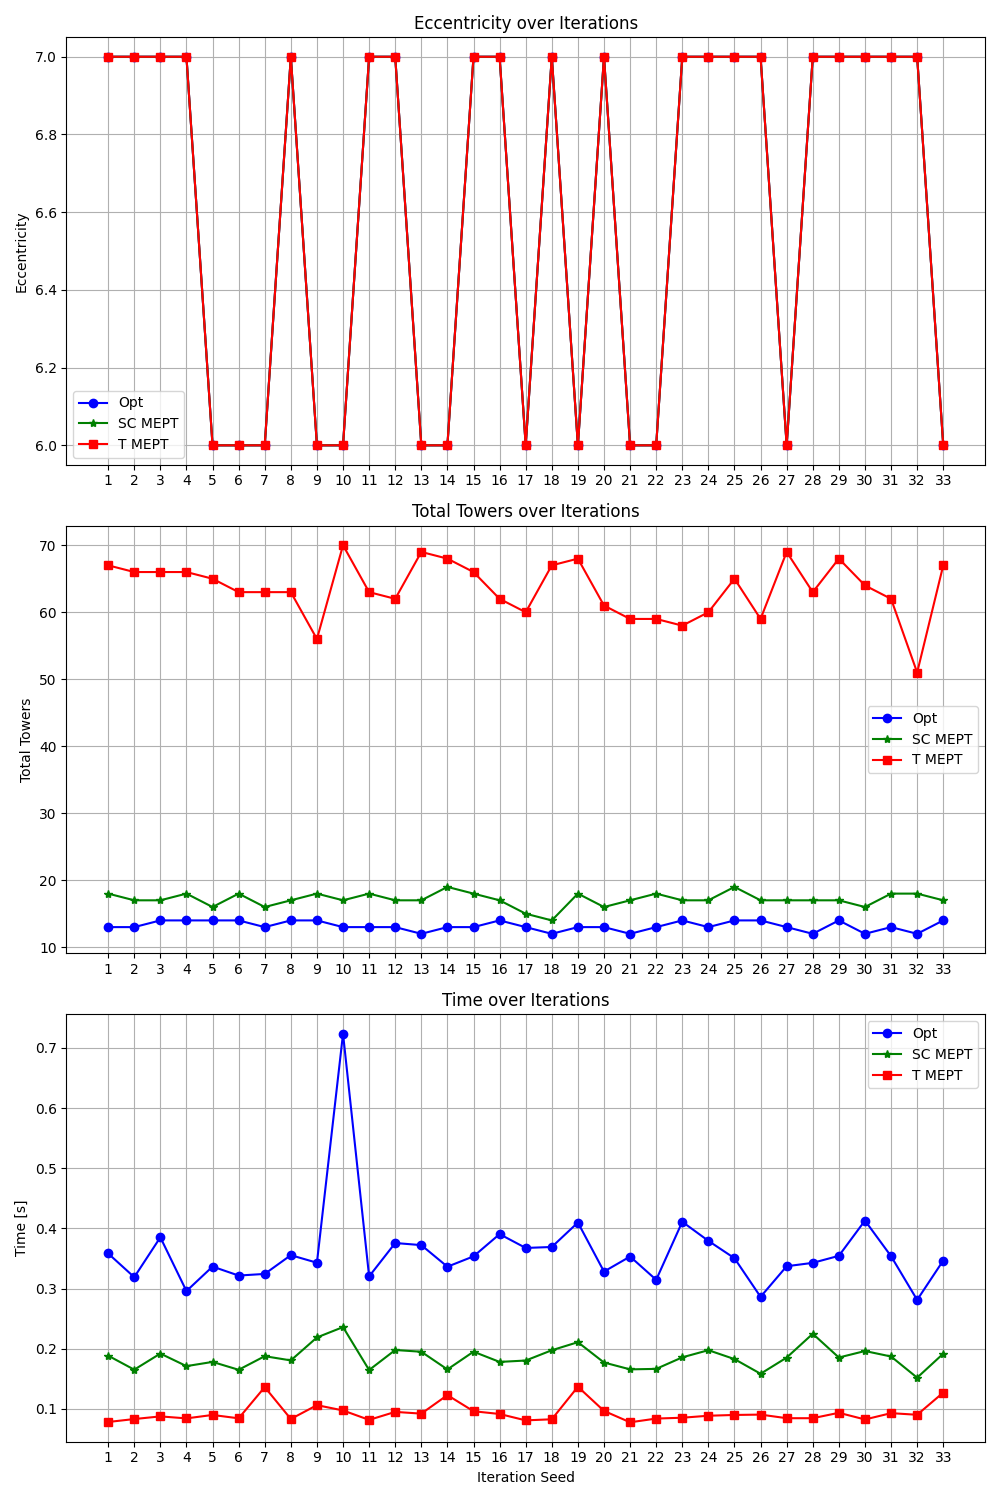 Eccentricity over Iterations
7.0
6.8
6.6
6.4
6.2
6.0
Eccentricity
Opt
SC MEPT
T MEPT
1 2 3 4 5 6 7 8 9 10 11 12 13 14 15 16 17 18 19 20 21 22 23 24 25 26 27 28 29 30 31 32 33
Total Towers over Iterations
70
60
50
40
30
20
10
Total Towers
Opt
SC MEPT
T MEPT
1 2 3 4 5 6 7 8 9 10 11 12 13 14 15 16 17 18 19 20 21 22 23 24 25 26 27 28 29 30 31 32 33
Time over Iterations
0.7
0.6
0.5
0.4
0.3
0.2
0.1
Time [s]
Opt
SC MEPT
T MEPT
1 2 3 4 5 6 7 8 9 10 11 12 13 14 15 16 17 18 19 20 21 22 23 24 25 26 27 28 29 30 31 32 33
Iteration Seed